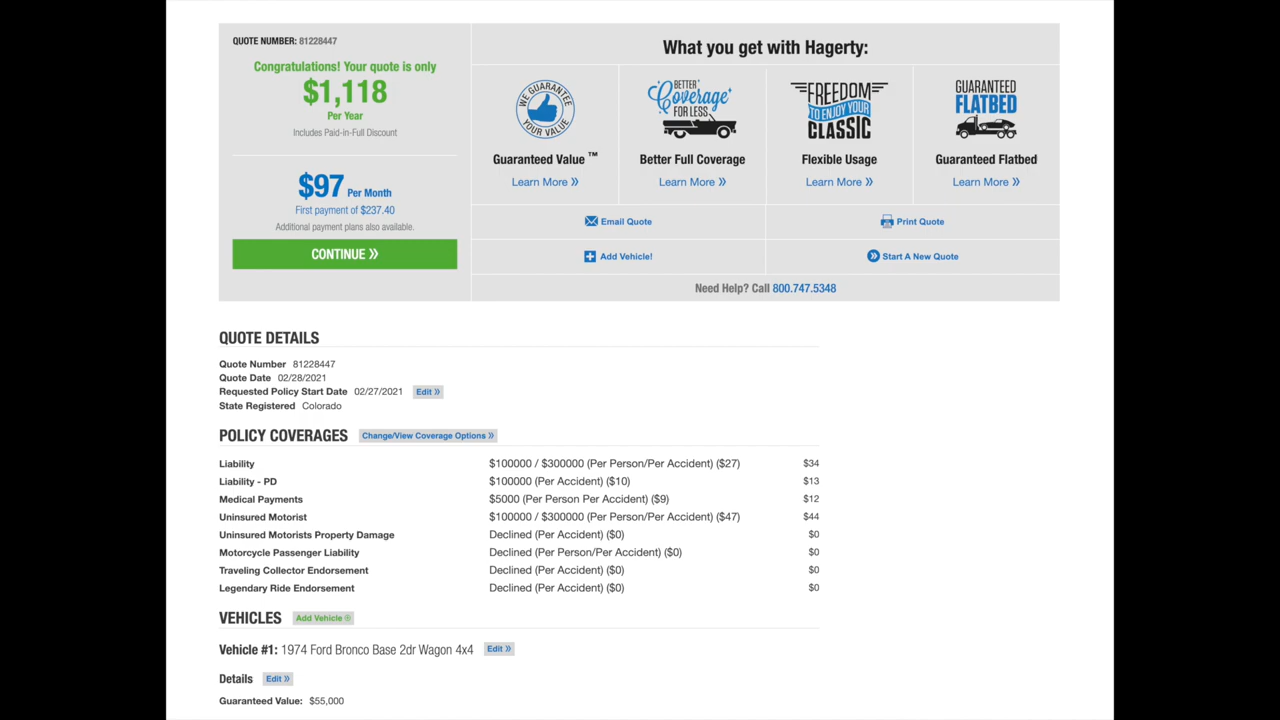 QUOTE NUMBER: 81228447
Congratulations! Your quote is only
$1,118
Per Year
Includes Paid-in-Full Discount
$97 Per Month
First payment of $237.40
Additional payment plans also available.
CONTINUE »
What you get with Hagerty:
WE GUARANTEE YOUR VALUE
Guaranteed Value ™
Learn More »
BETTER
Coverage
FOR LESS
Better Full Coverage
Learn More »
FREEDOM
TO ENJOY YOUR
CLASSIC
Flexible Usage
Learn More »
GUARANTEED
FLATBED
Guaranteed Flatbed
Learn More »
Email Quote
Print Quote
Add Vehicle!
Start A New Quote
Need Help? Call 800.747.5348
QUOTE DETAILS
Quote Number 81228447
Quote Date 02/28/2021
Requested Policy Start Date 02/27/2021 Edit »
State Registered Colorado
POLICY COVERAGES Change/View Coverage Options »
Liability $100000 / $300000 (Per Person/Per Accident) ($27) $34
Liability - PD $100000 (Per Accident) ($10) $13
Medical Payments $5000 (Per Person Per Accident) ($9) $12
Uninsured Motorist $100000 / $300000 (Per Person/Per Accident) ($47) $44
Uninsured Motorists Property Damage Declined (Per Accident) ($0) $0
Motorcycle Passenger Liability Declined (Per Person/Per Accident) ($0) $0
Traveling Collector Endorsement Declined (Per Accident) ($0) $0
Legendary Ride Endorsement Declined (Per Accident) ($0) $0
VEHICLES Add Vehicle
Vehicle #1: 1974 Ford Bronco Base 2dr Wagon 4x4 Edit »
Details Edit »
Guaranteed Value: $55,000